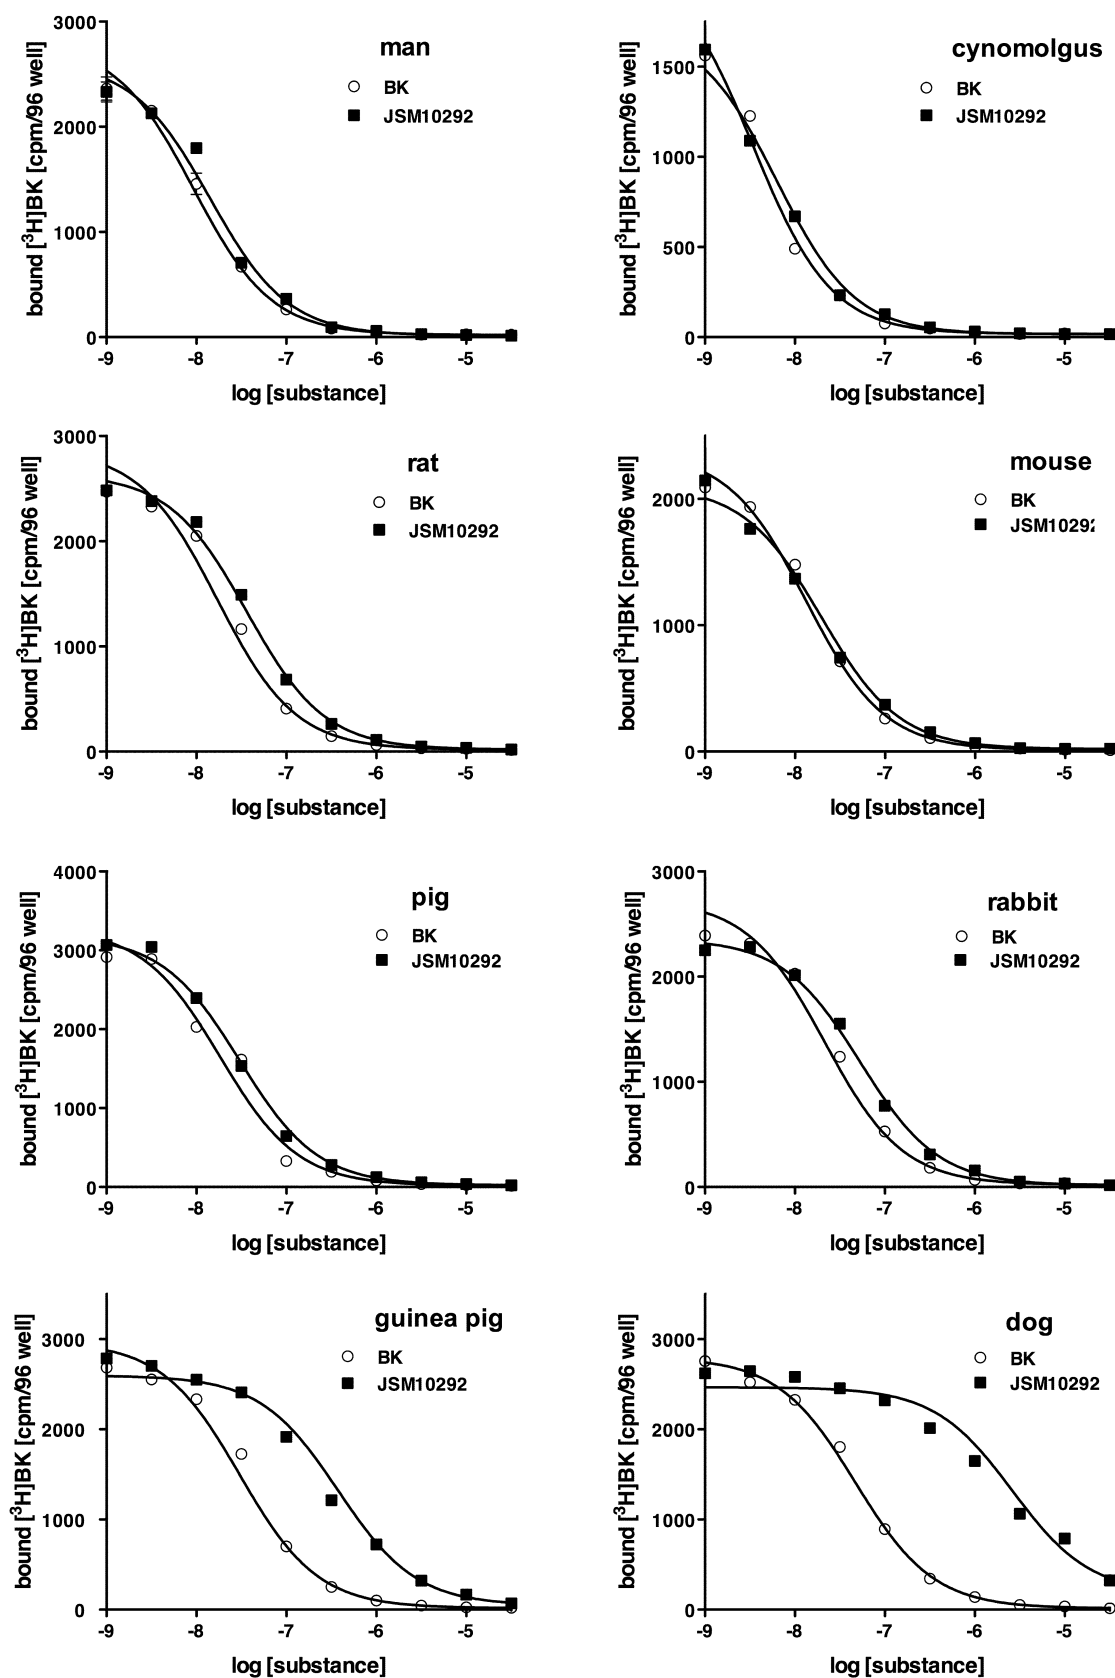 man
BK
JSM10292
bound [³H]BK [cpm/96 well]
3000
2000
1000
0
-9 -8 -7 -6 -5
log [substance]
cynomolgus
BK
JSM10292
bound [³H]BK [cpm/96 well]
1500
1000
500
0
-9 -8 -7 -6 -5
log [substance]
rat
BK
JSM10292
bound [³H]BK [cpm/96 well]
3000
2000
1000
0
-9 -8 -7 -6 -5
log [substance]
mouse
BK
JSM1029
bound [³H]BK [cpm/96 well]
2000
1000
0
-9 -8 -7 -6 -5
log [substance]
pig
BK
JSM10292
bound [³H]BK [cpm/96 well]
4000
3000
2000
1000
0
-9 -8 -7 -6 -5
log [substance]
rabbit
BK
JSM10292
bound [³H]BK [cpm/96 well]
3000
2000
1000
0
-9 -8 -7 -6 -5
log [substance]
guinea pig
BK
JSM10292
bound [³H]BK [cpm/96 well]
3000
2000
1000
0
-9 -8 -7 -6 -5
log [substance]
dog
BK
JSM10292
bound [³H]BK [cpm/96 well]
3000
2000
1000
0
-9 -8 -7 -6 -5
log [substance]